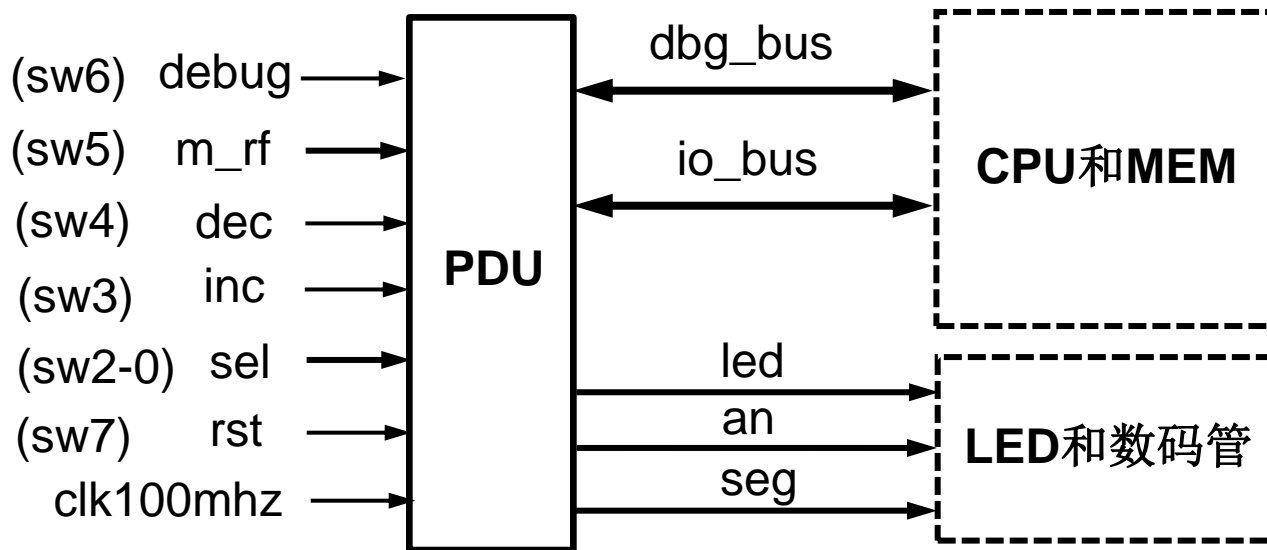 (sw6) debug
(sw5) m_rf
(sw4) dec
(sw3) inc
(sw2-0) sel
(sw7) rst
clk100mhz
PDU
dbg_bus
io_bus
led
an
seg
CPU和MEM
LED和数码管